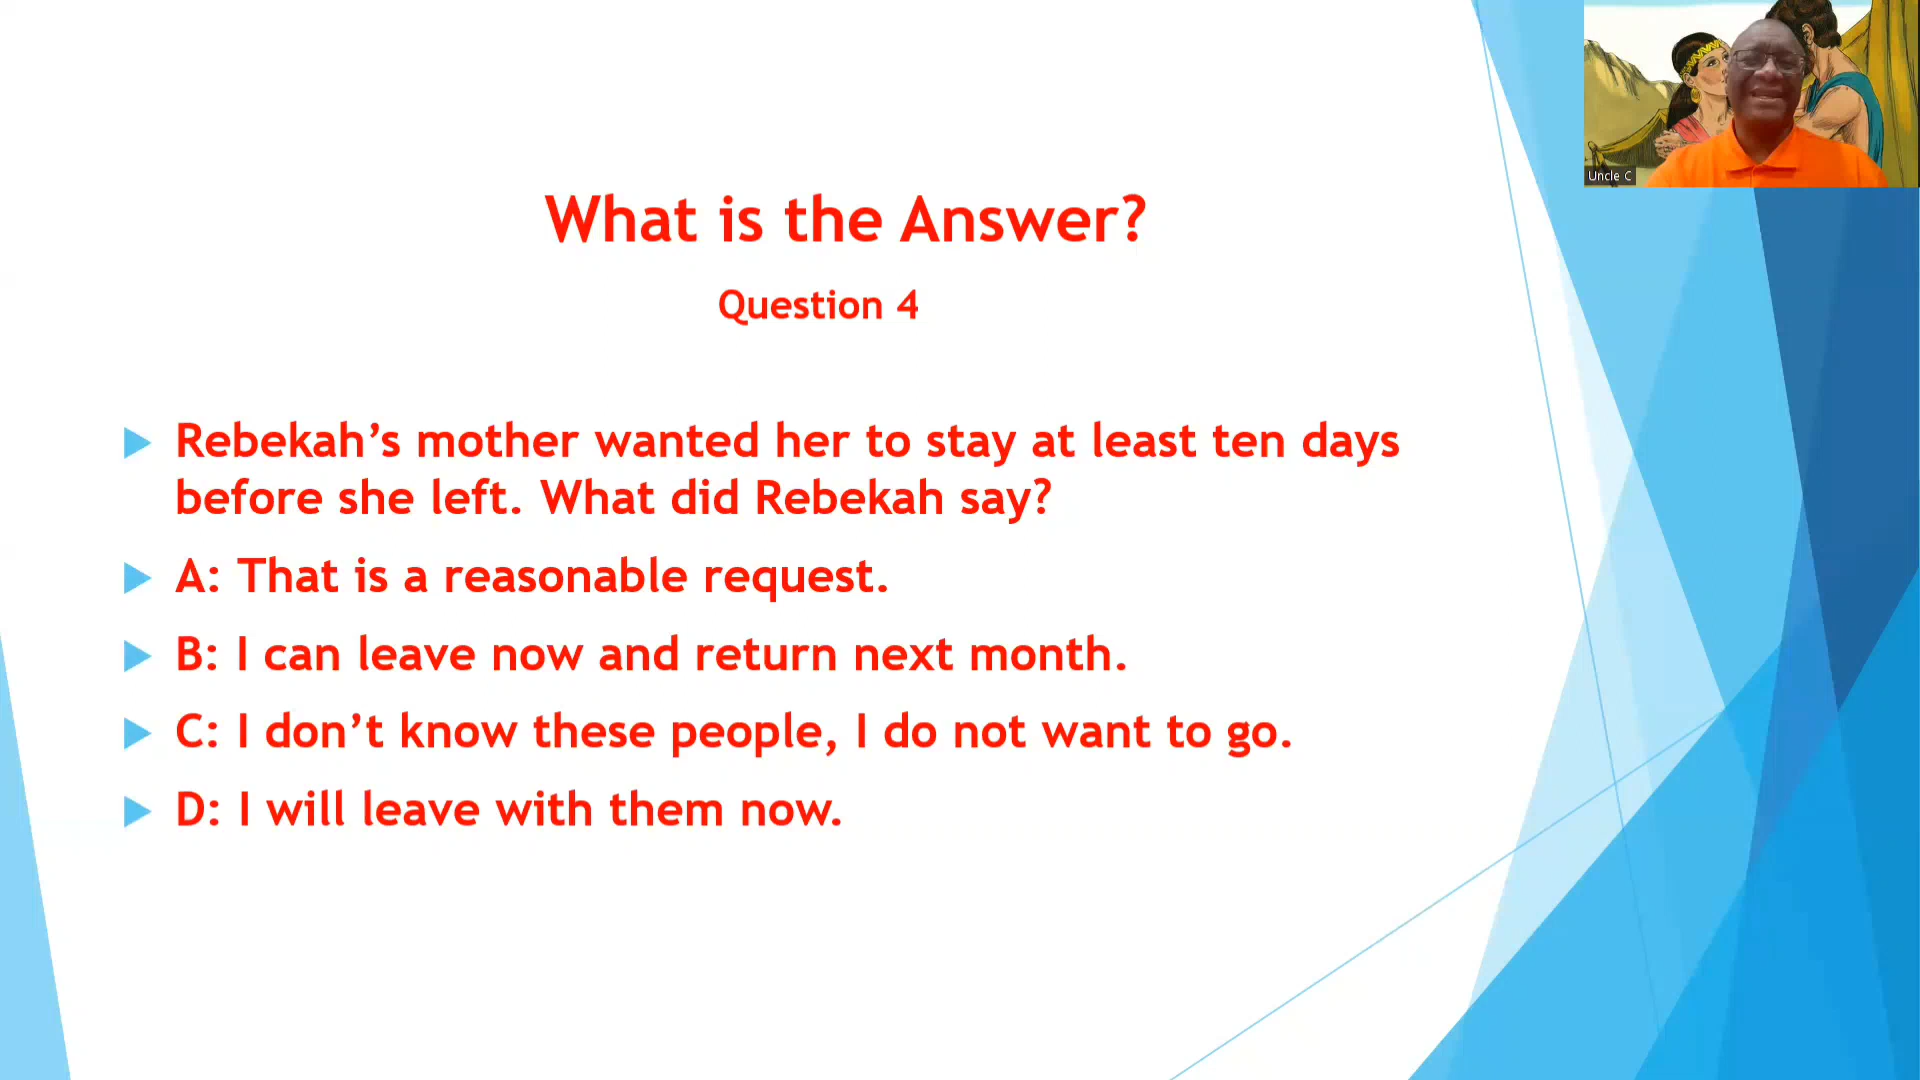 Uncle C
What is the Answer?
Question 4
Rebekah’s mother wanted her to stay at least ten days
before she left. What did Rebekah say?
A: That is a reasonable request.
B: I can leave now and return next month.
C: I don’t know these people, I do not want to go.
D: I will leave with them now.